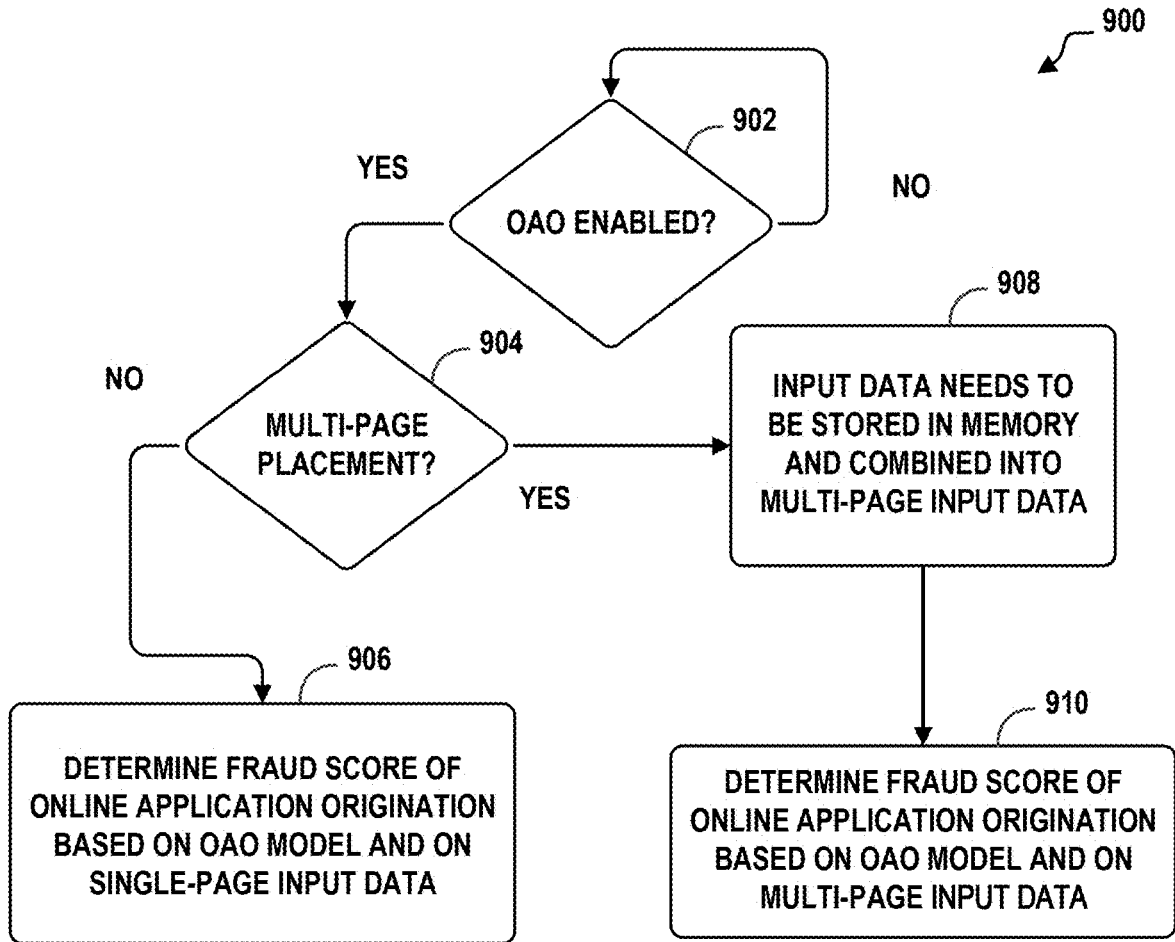 900
902
YES
NO
OAO ENABLED?
908
904
NO
INPUT DATA NEEDS TO
BE STORED IN MEMORY
AND COMBINED INTO
MULTI-PAGE INPUT DATA
MULTI-PAGE
PLACEMENT?
YES
906
910
DETERMINE FRAUD SCORE OF
ONLINE APPLICATION ORIGINATION
BASED ON OAO MODEL AND ON
SINGLE-PAGE INPUT DATA
DETERMINE FRAUD SCORE OF
ONLINE APPLICATION ORIGINATION
BASED ON OAO MODEL AND ON
MULTI-PAGE INPUT DATA